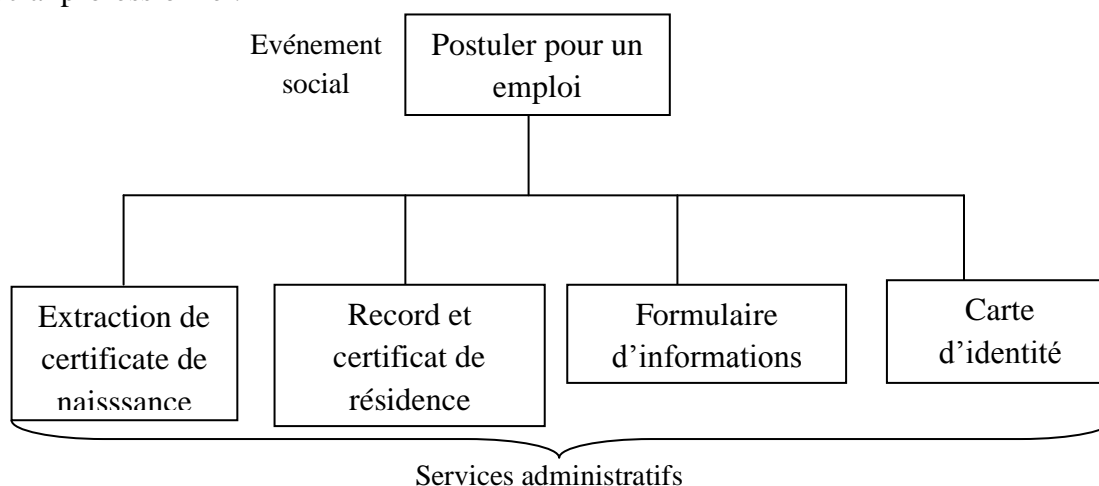 Evénement
social
Postuler pour un
emploi
Extraction de
certificate de
naisssance
Record et
certificat de
résidence
Formulaire
d’informations
Carte
d’identité
Services administratifs